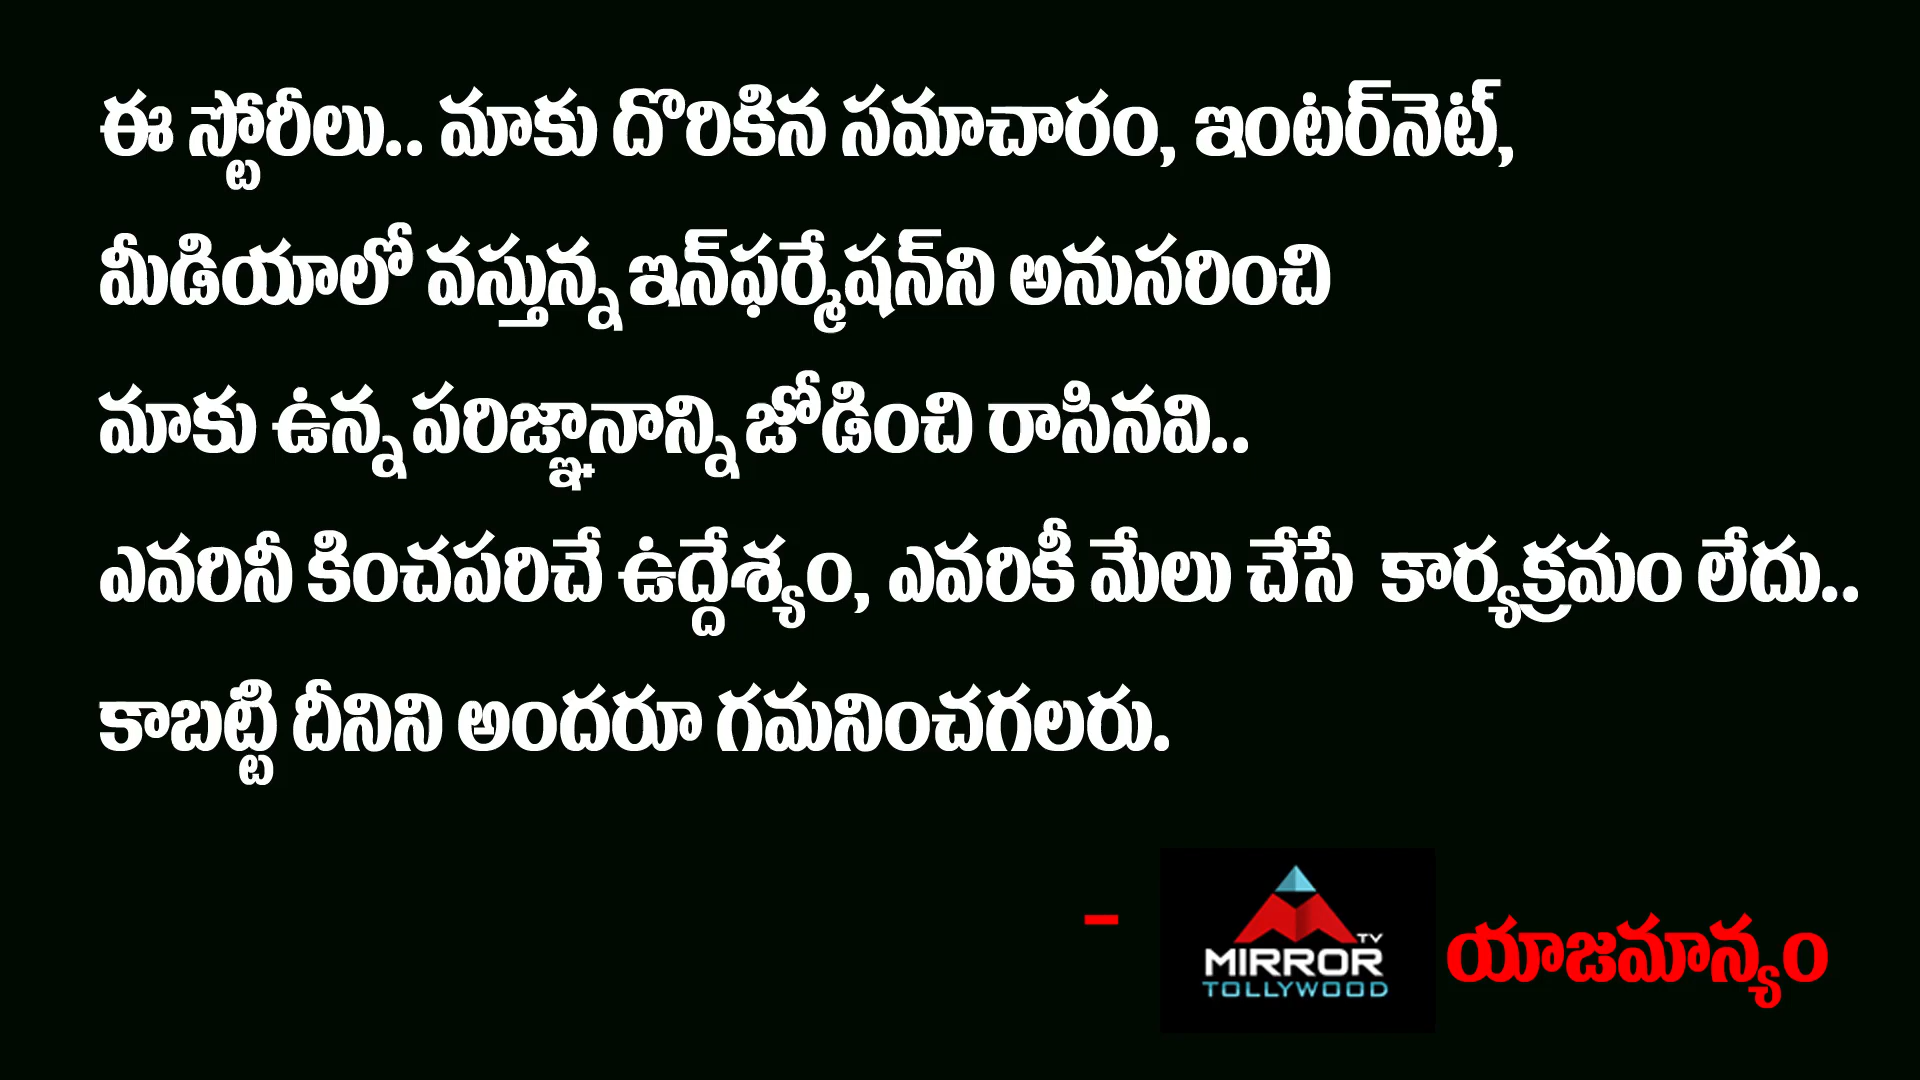 ఈ స్టోరీలు.. మాకు దొరికిన సమాచారం, ఇంటర్‌నెట్,
మీడియాలో వస్తున్న ఇన్‌ఫర్మేషన్‌ని అనుసరించి
మాకు ఉన్న పరిజ్ఞానాన్ని జోడించి రాసినవి..
ఎవరినీ కించపరిచే ఉద్దేశ్యం, ఎవరికీ మేలు చేసే కార్యక్రమం లేదు..
కాబట్టి దీనిని అందరూ గమనించగలరు.
- MIRROR TV TOLLYWOOD యాజమాన్యం